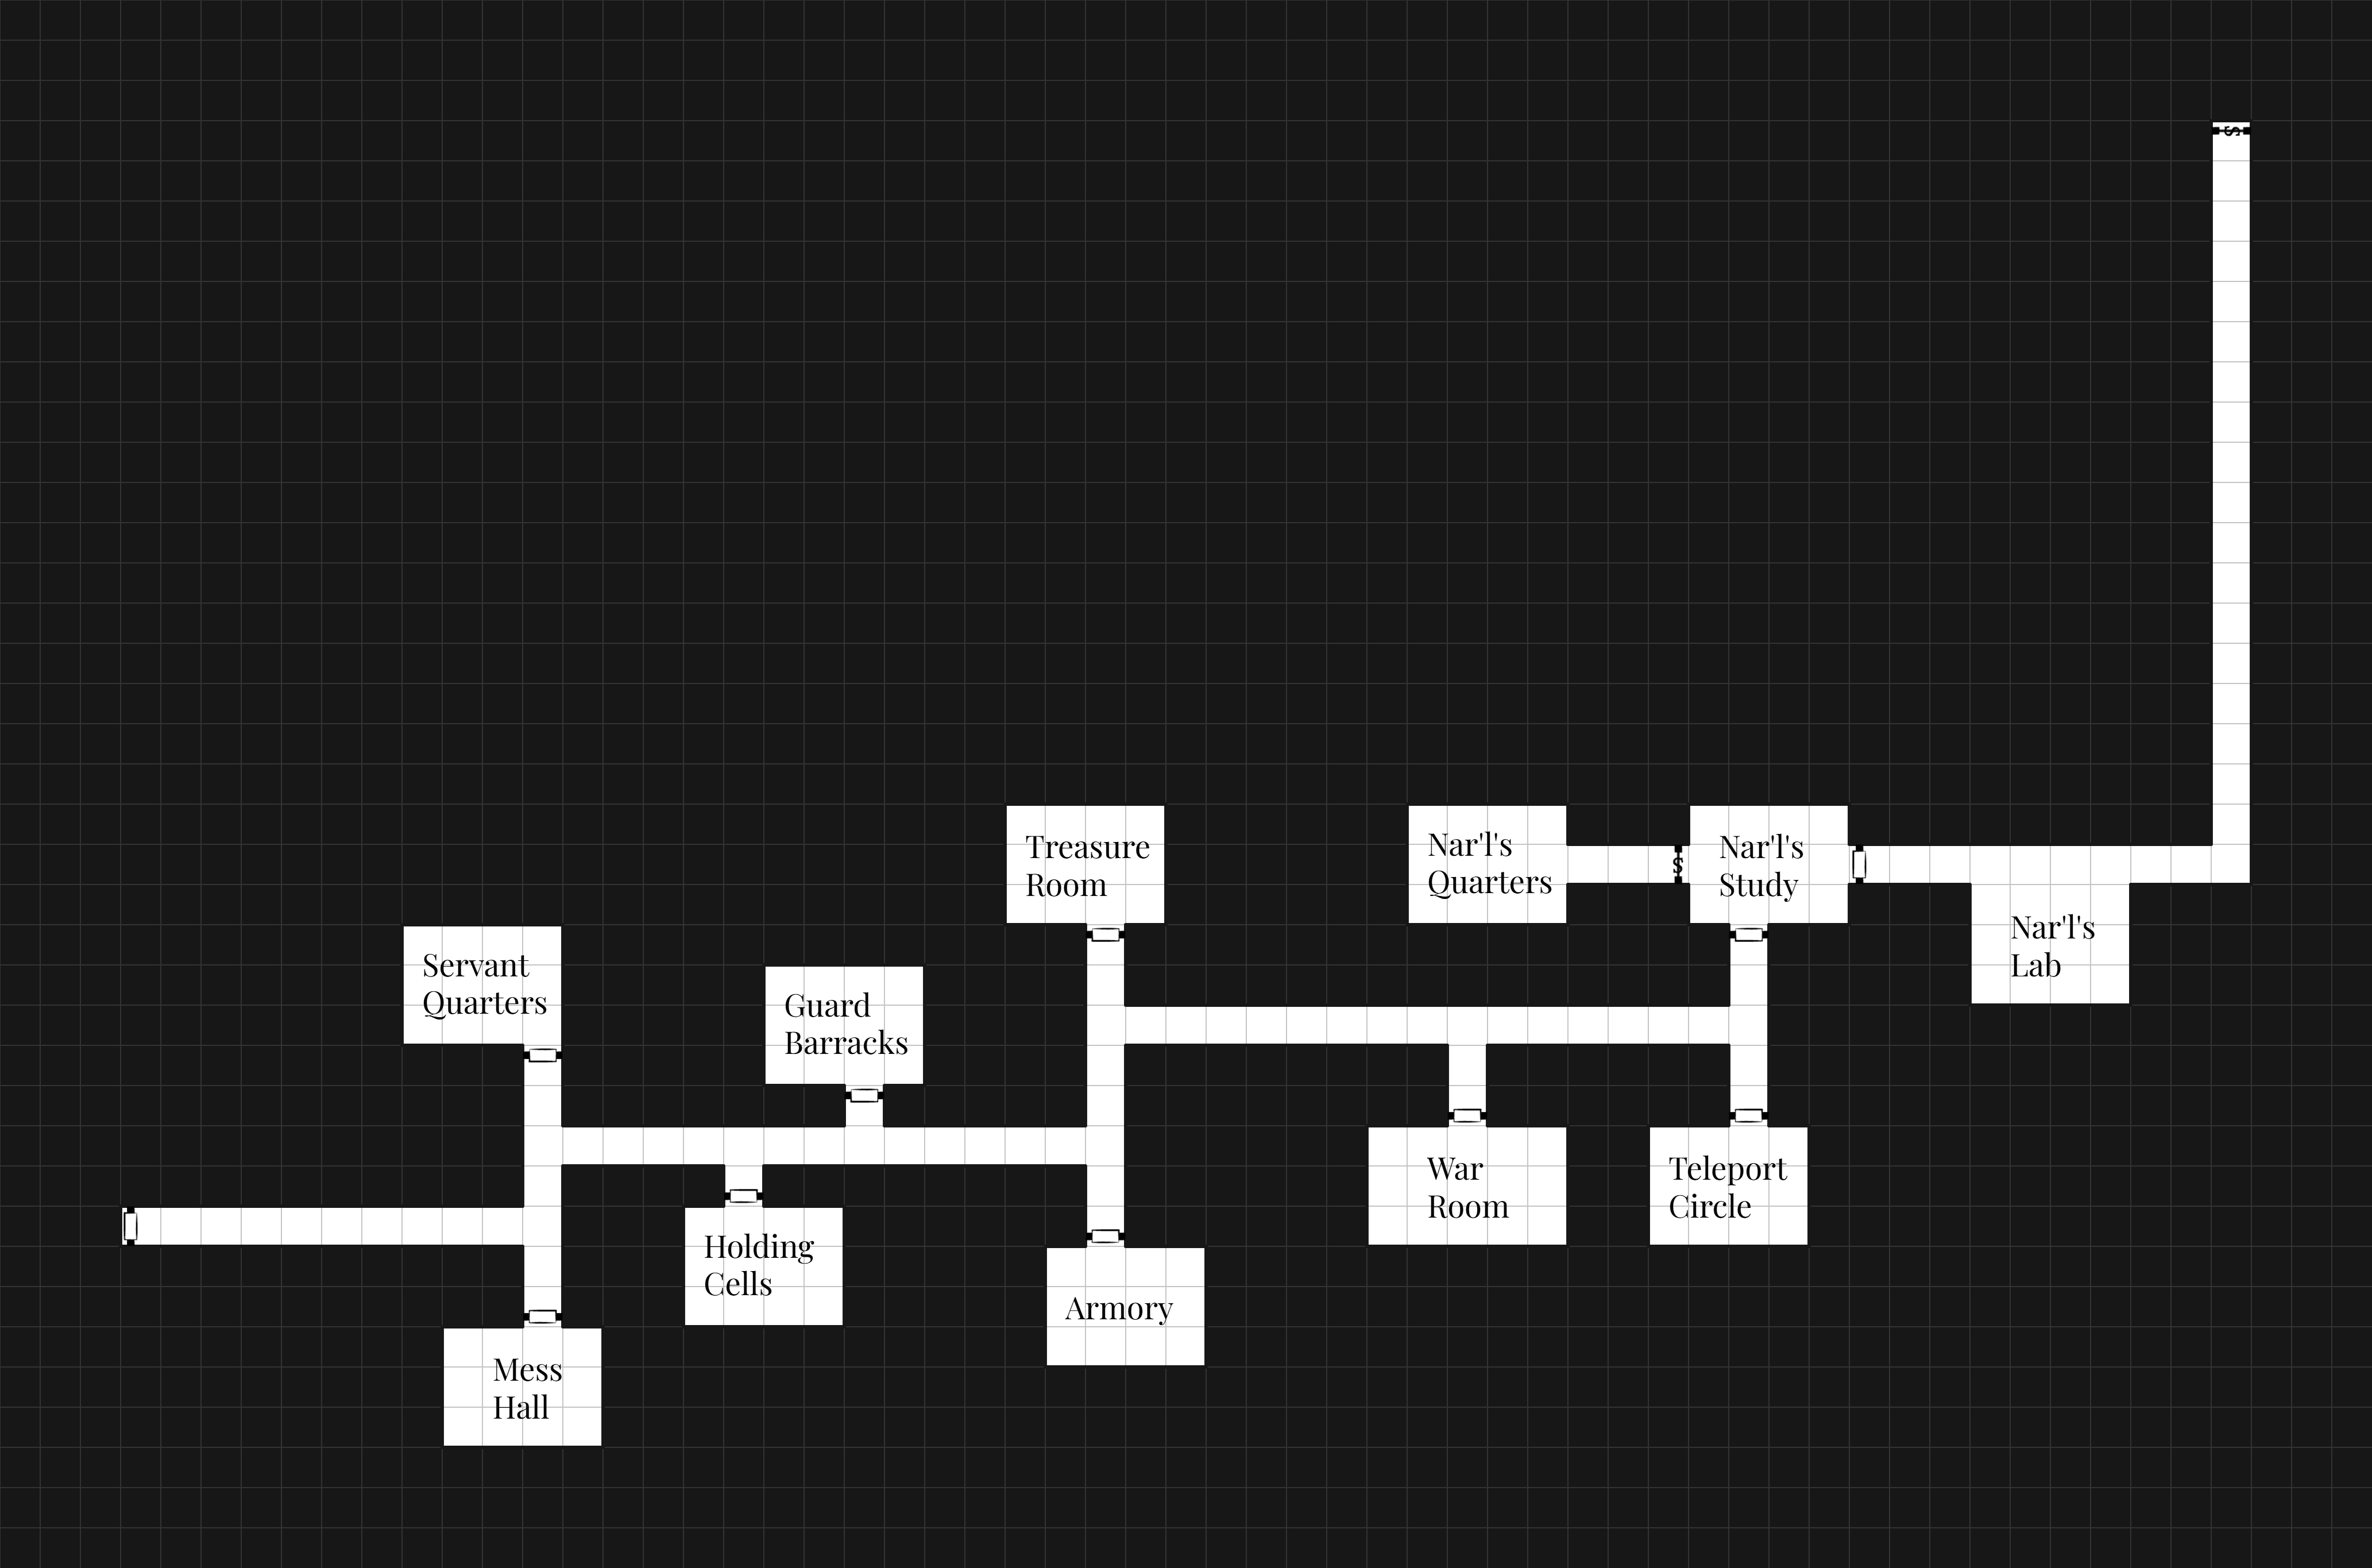 S
Treasure
Room
Nar'l's
Quarters
S
Nar'l's
Study
Nar'l's
Lab
Servant
Quarters
Guard
Barracks
War
Room
Teleport
Circle
Holding
Cells
Armory
Mess
Hall